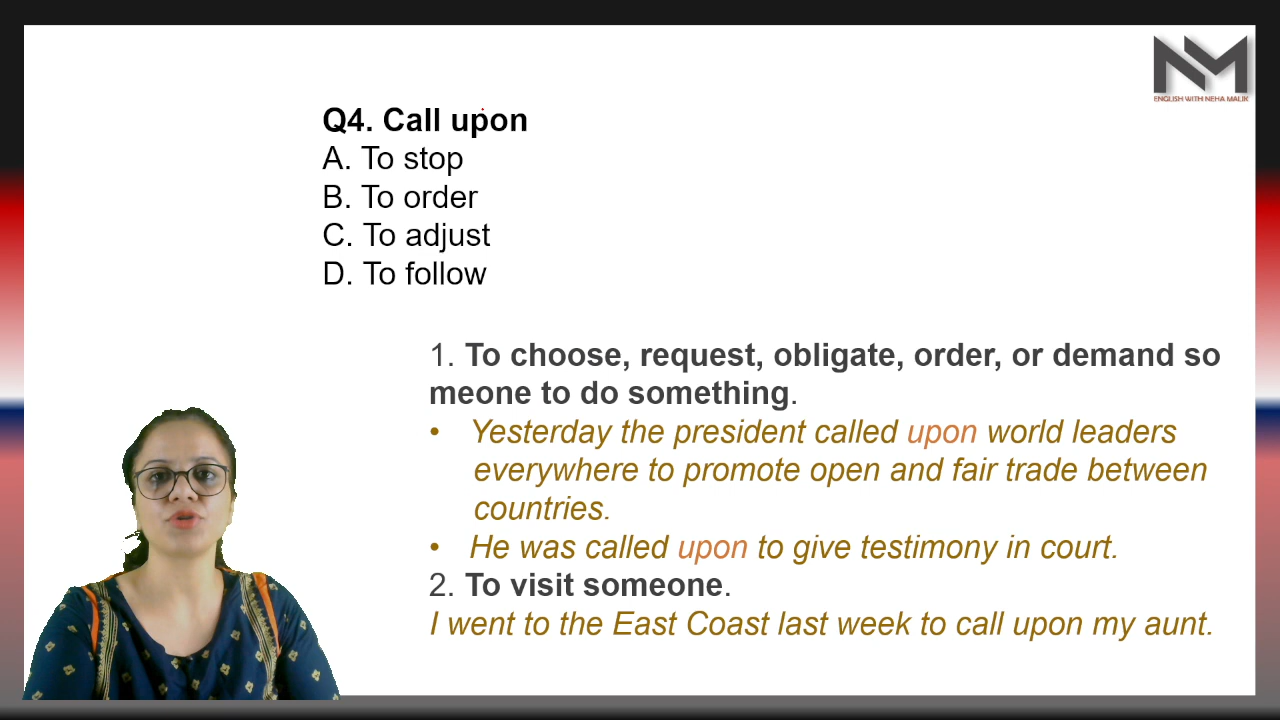 NM
ENGLISH WITH NEHA MALIK
Q4. Call upon
A. To stop
B. To order
C. To adjust
D. To follow
1. To choose, request, obligate, order, or demand so
meone to do something.
• Yesterday the president called upon world leaders
everywhere to promote open and fair trade between
countries.
• He was called upon to give testimony in court.
2. To visit someone.
I went to the East Coast last week to call upon my aunt.